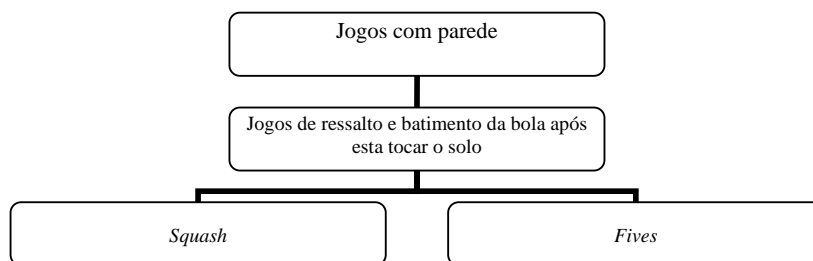 Jogos com parede
Jogos de ressalto e batimento da bola após
esta tocar o solo
Squash
Fives